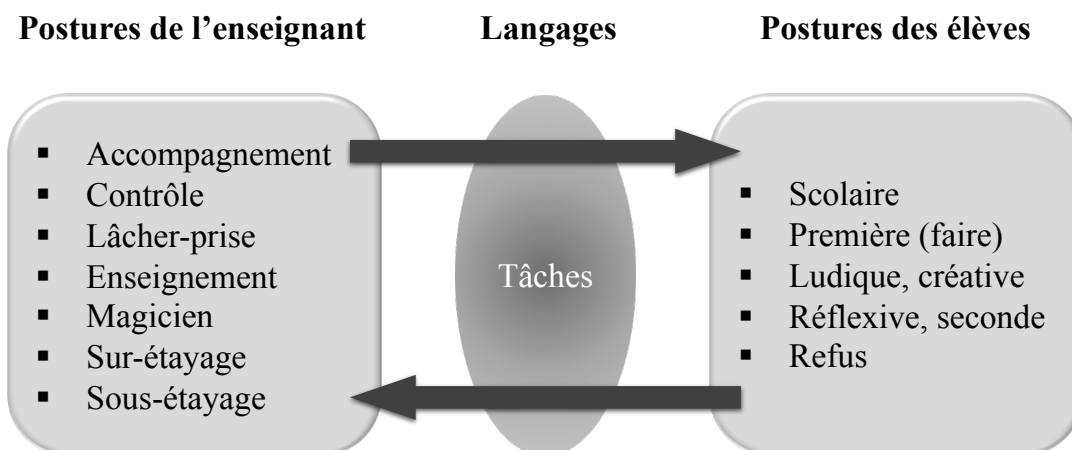 Postures de l’enseignant
Langages
Postures des élèves
▪ Accompagnement
▪ Contrôle
▪ Lâcher-prise
▪ Enseignement
▪ Magicien
▪ Sur-étayage
▪ Sous-étayage
Tâches
▪ Scolaire
▪ Première (faire)
▪ Ludique, créative
▪ Réflexive, seconde
▪ Refus